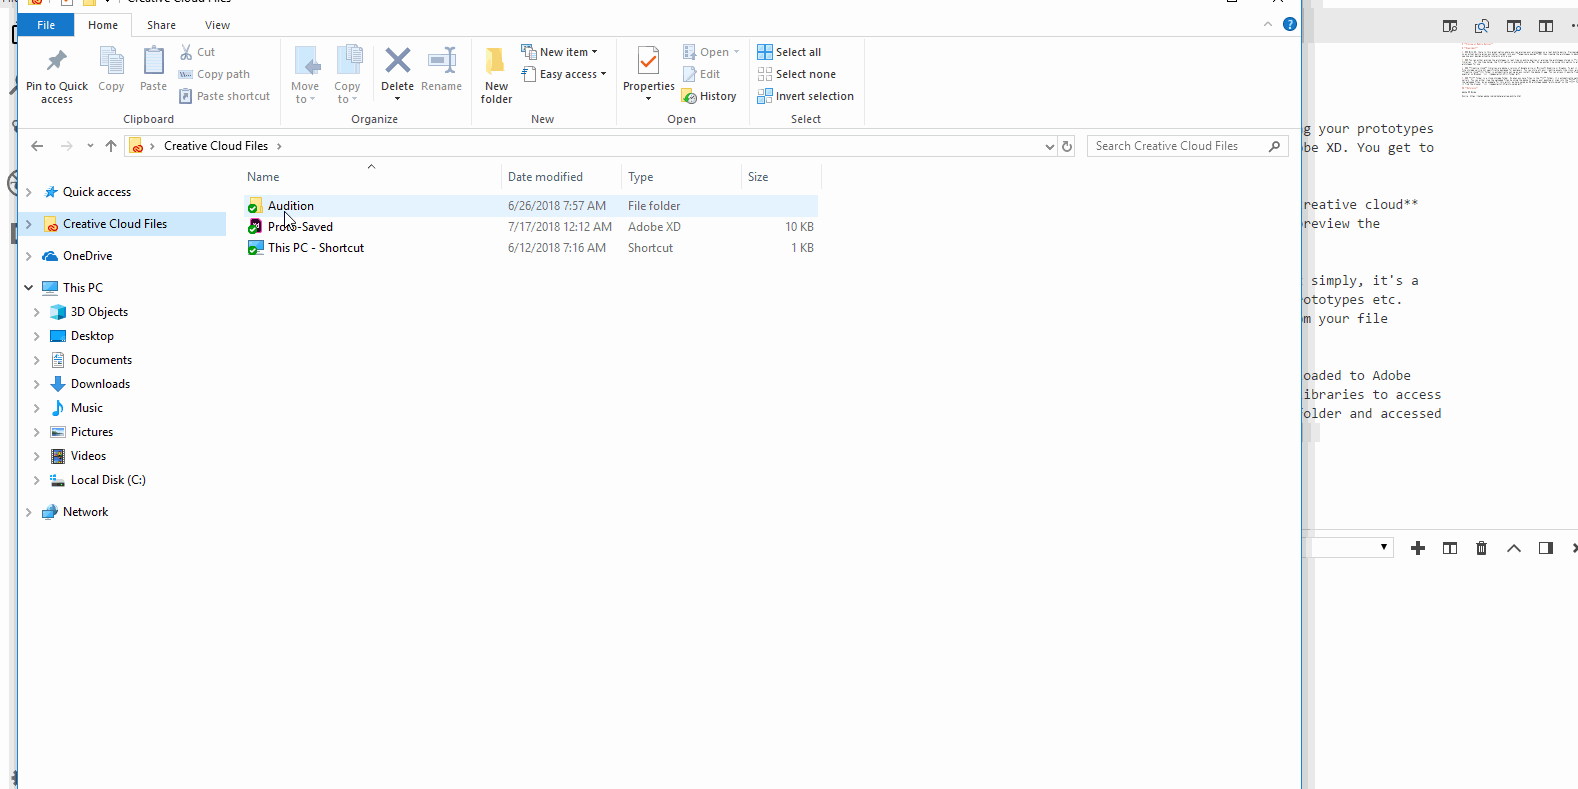 Creative Cloud Files
File Home Share View
Pin to Quick access
Copy
Paste
Cut
Copy path
Paste shortcut
Clipboard
Move to
Copy to
Delete
Rename
Organize
New folder
New item
Easy access
New
Properties
Open
Edit
History
Open
Select all
Select none
Invert selection
Select
Creative Cloud Files
Search Creative Cloud Files
Name Date modified Type Size
Audition 6/26/2018 7:57 AM File folder
Proto-Saved 7/17/2018 12:12 AM Adobe XD 10 KB
This PC - Shortcut 6/12/2018 7:16 AM Shortcut 1 KB
Quick access
Creative Cloud Files
OneDrive
This PC
3D Objects
Desktop
Documents
Downloads
Music
Pictures
Videos
Local Disk (C:)
Network
g your prototypes
be XD. You get to
reative cloud**
review the
simply, it's a
ototypes etc.
om your file
oaded to Adobe
ibraries to access
folder and accessed